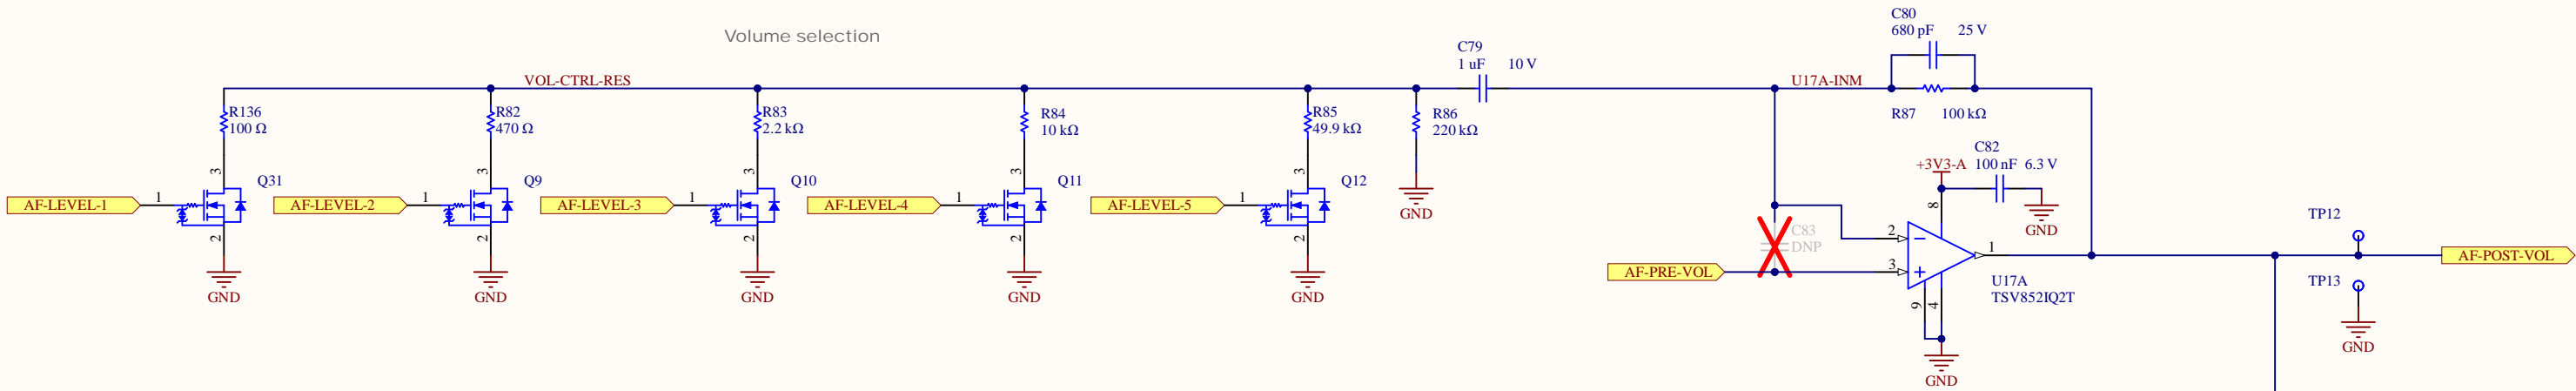 Volume selection
C80
680 pF 25 V
C79
1 uF 10 V
VOL-CTRL-RES
U17A-INM
R136
100 Ω
R82
470 Ω
R83
2.2 kΩ
R84
10 kΩ
R85
49.9 kΩ
R86
220 kΩ
R87 100 kΩ
C82
+3V3-A 100 nF 6.3 V
3
3
3
3
3
Q31
Q9
Q10
Q11
Q12
AF-LEVEL-1 1
AF-LEVEL-2 1
AF-LEVEL-3 1
AF-LEVEL-4 1
AF-LEVEL-5 1
GND
8
GND
TP12
C83
DNP
2
2
2
2
2
2
1
AF-POST-VOL
AF-PRE-VOL
3
U17A
TSV852IQ2T
TP13
GND
GND
GND
GND
GND
9
4
GND
GND